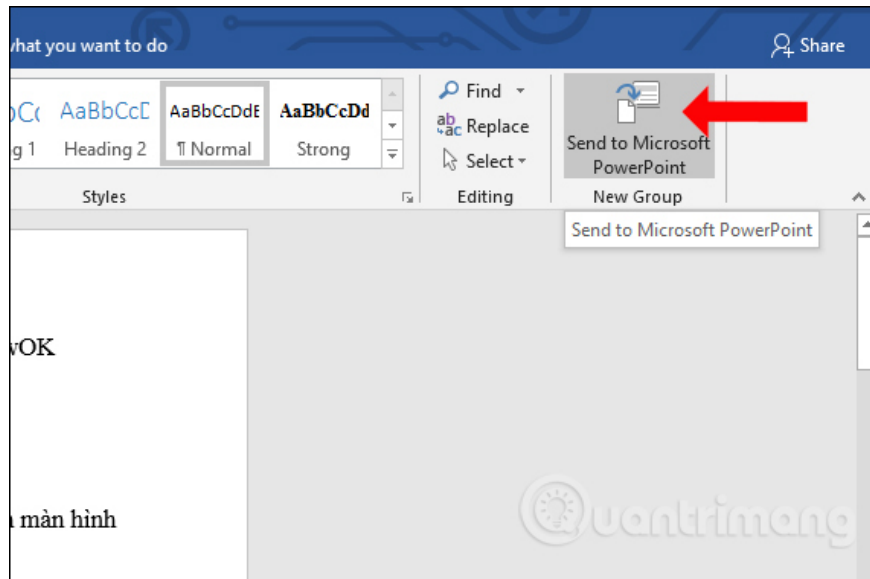 what you want to do
Share
AaBbCcD
AaBbCcDdE
AaBbCcDd
Heading 2
¶ Normal
Strong
Styles
Find
Replace
Select
Editing
Send to Microsoft
PowerPoint
New Group
Send to Microsoft PowerPoint
OK
màn hình
Quantrimang